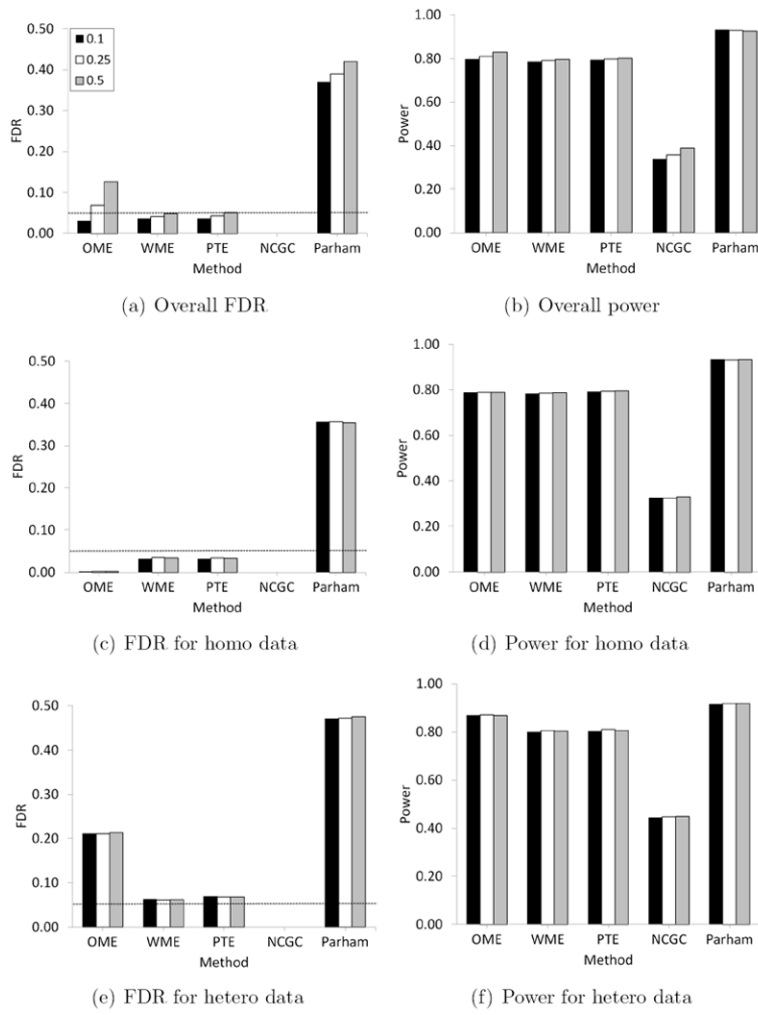 0.50
0.40
0.30
0.20
0.10
0.00
FDR
0.1
0.25
0.5
OME WME PTE NCGC Parham
Method
(a) Overall FDR
1.00
0.80
0.60
0.40
0.20
0.00
Power
OME WME PTE NCGC Parham
Method
(b) Overall power
0.50
0.40
0.30
0.20
0.10
0.00
FDR
OME WME PTE NCGC Parham
Method
(c) FDR for homo data
1.00
0.80
0.60
0.40
0.20
0.00
Power
OME WME PTE NCGC Parham
Method
(d) Power for homo data
0.50
0.40
0.30
0.20
0.10
0.00
FDR
OME WME PTE NCGC Parham
Method
(e) FDR for hetero data
1.00
0.80
0.60
0.40
0.20
0.00
Power
OME WME PTE NCGC Parham
Method
(f) Power for hetero data